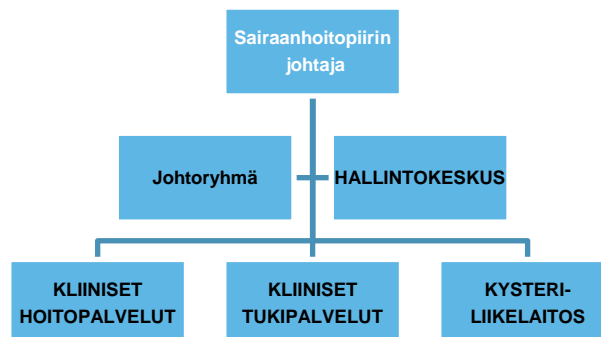 Sairaanhoitopiirin
johtaja
Johtoryhmä
HALLINTOKESKUS
KLIINISET
HOITOPALVELUT
KLIINISET
TUKIPALVELUT
KYSTERI-
LIIKELAITOS